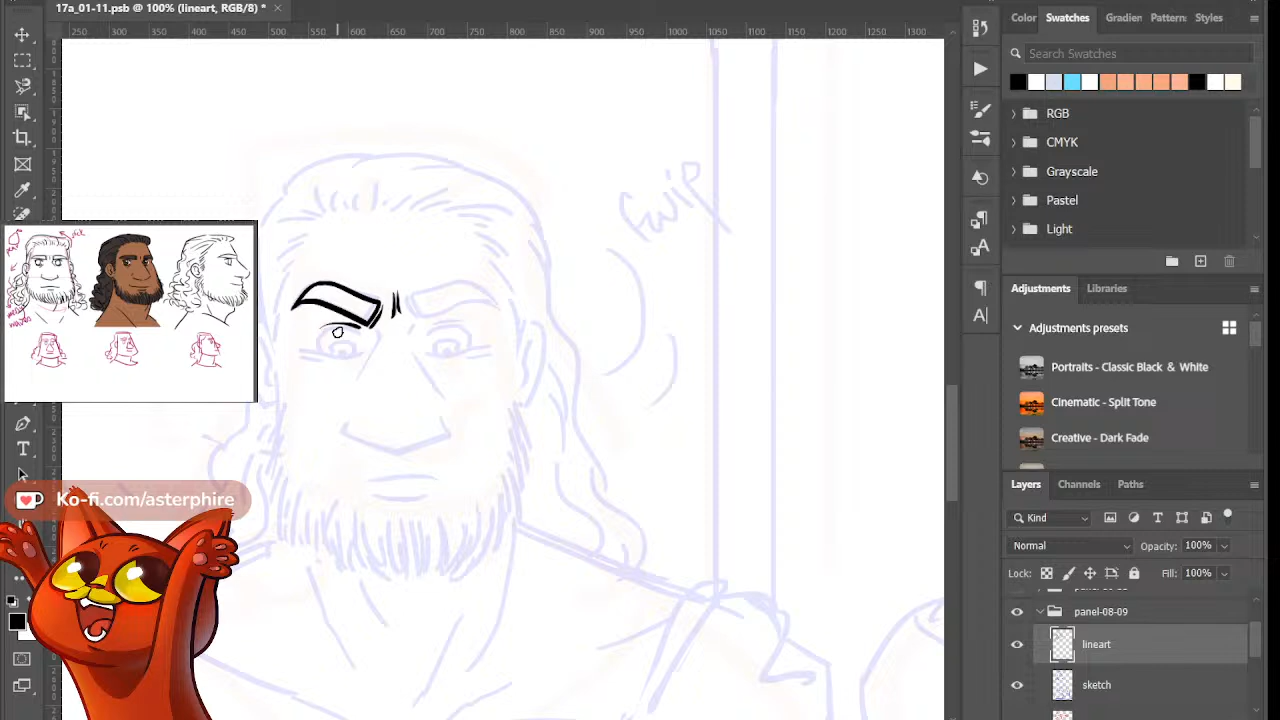 17a_01-11.psb @ 100% (lineart, RGB/8) *
250 300 350 400 450 500 550 600 650 700 750 800 850 900 950 1000 1050 1100 1150 1200 1250 1300
Color Swatches Gradien Pattern: Styles
Search Swatches
RGB
CMYK
Grayscale
Pastel
Light
Fwip
Adjustments Libraries
Adjustments presets
Portraits - Classic Black & White
Cinematic - Split Tone
Creative - Dark Fade
Ko-fi.com/asterphire
Layers Channels Paths
Kind
Normal Opacity: 100%
Lock: Fill: 100%
panel-08-09
lineart
sketch